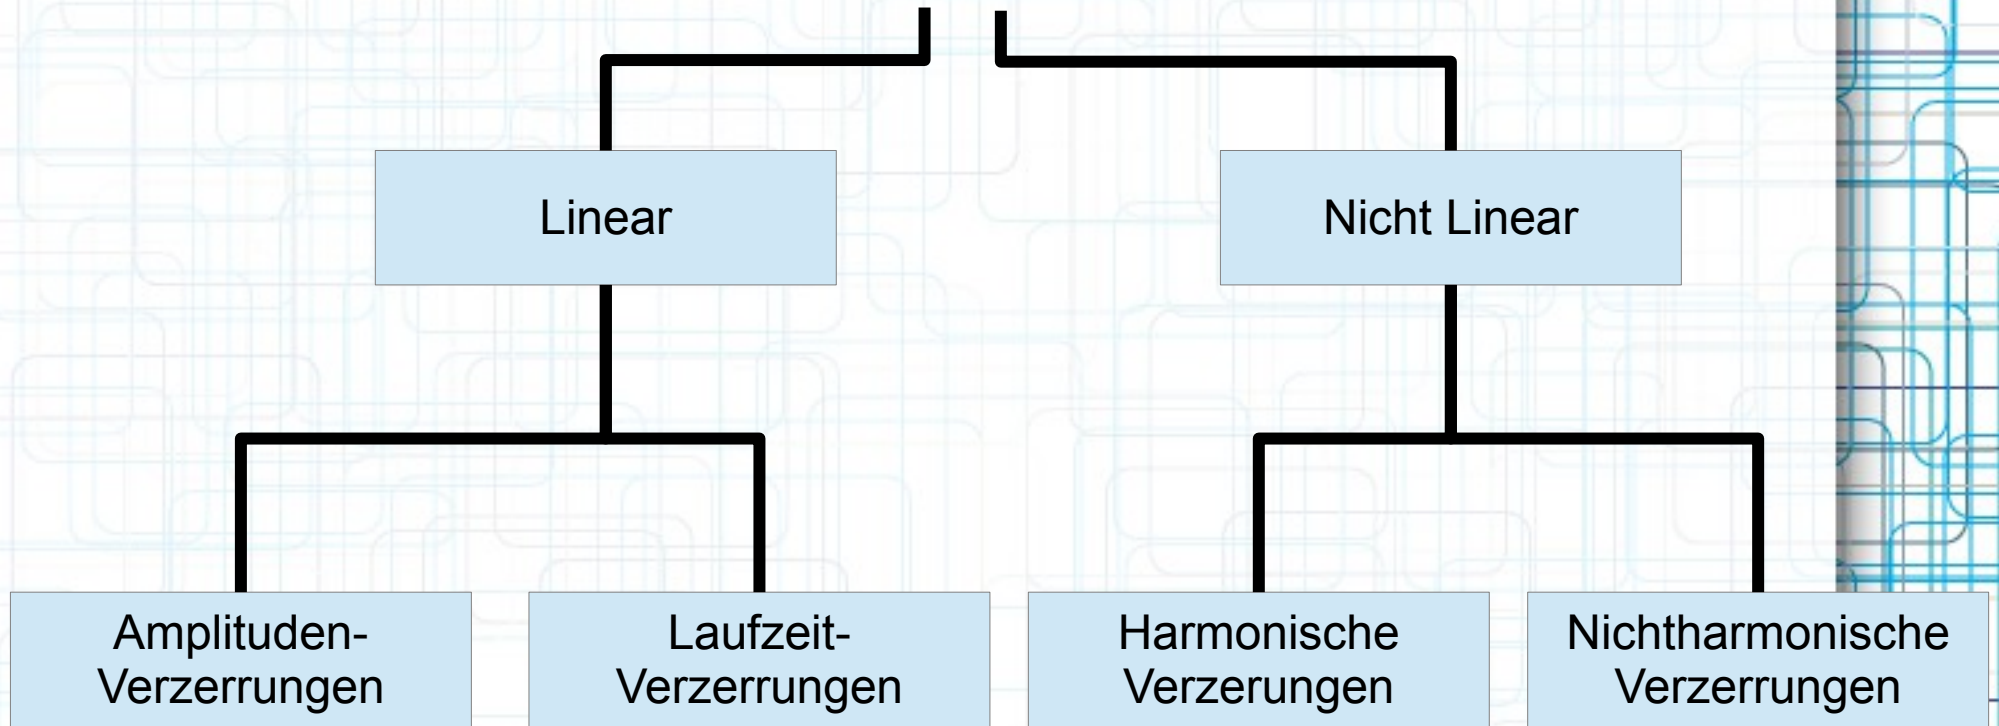 Linear
Nicht Linear
Amplituden-
Verzerrungen
Laufzeit-
Verzerrungen
Harmonische
Verzerungen
Nichtharmonische
Verzerrungen